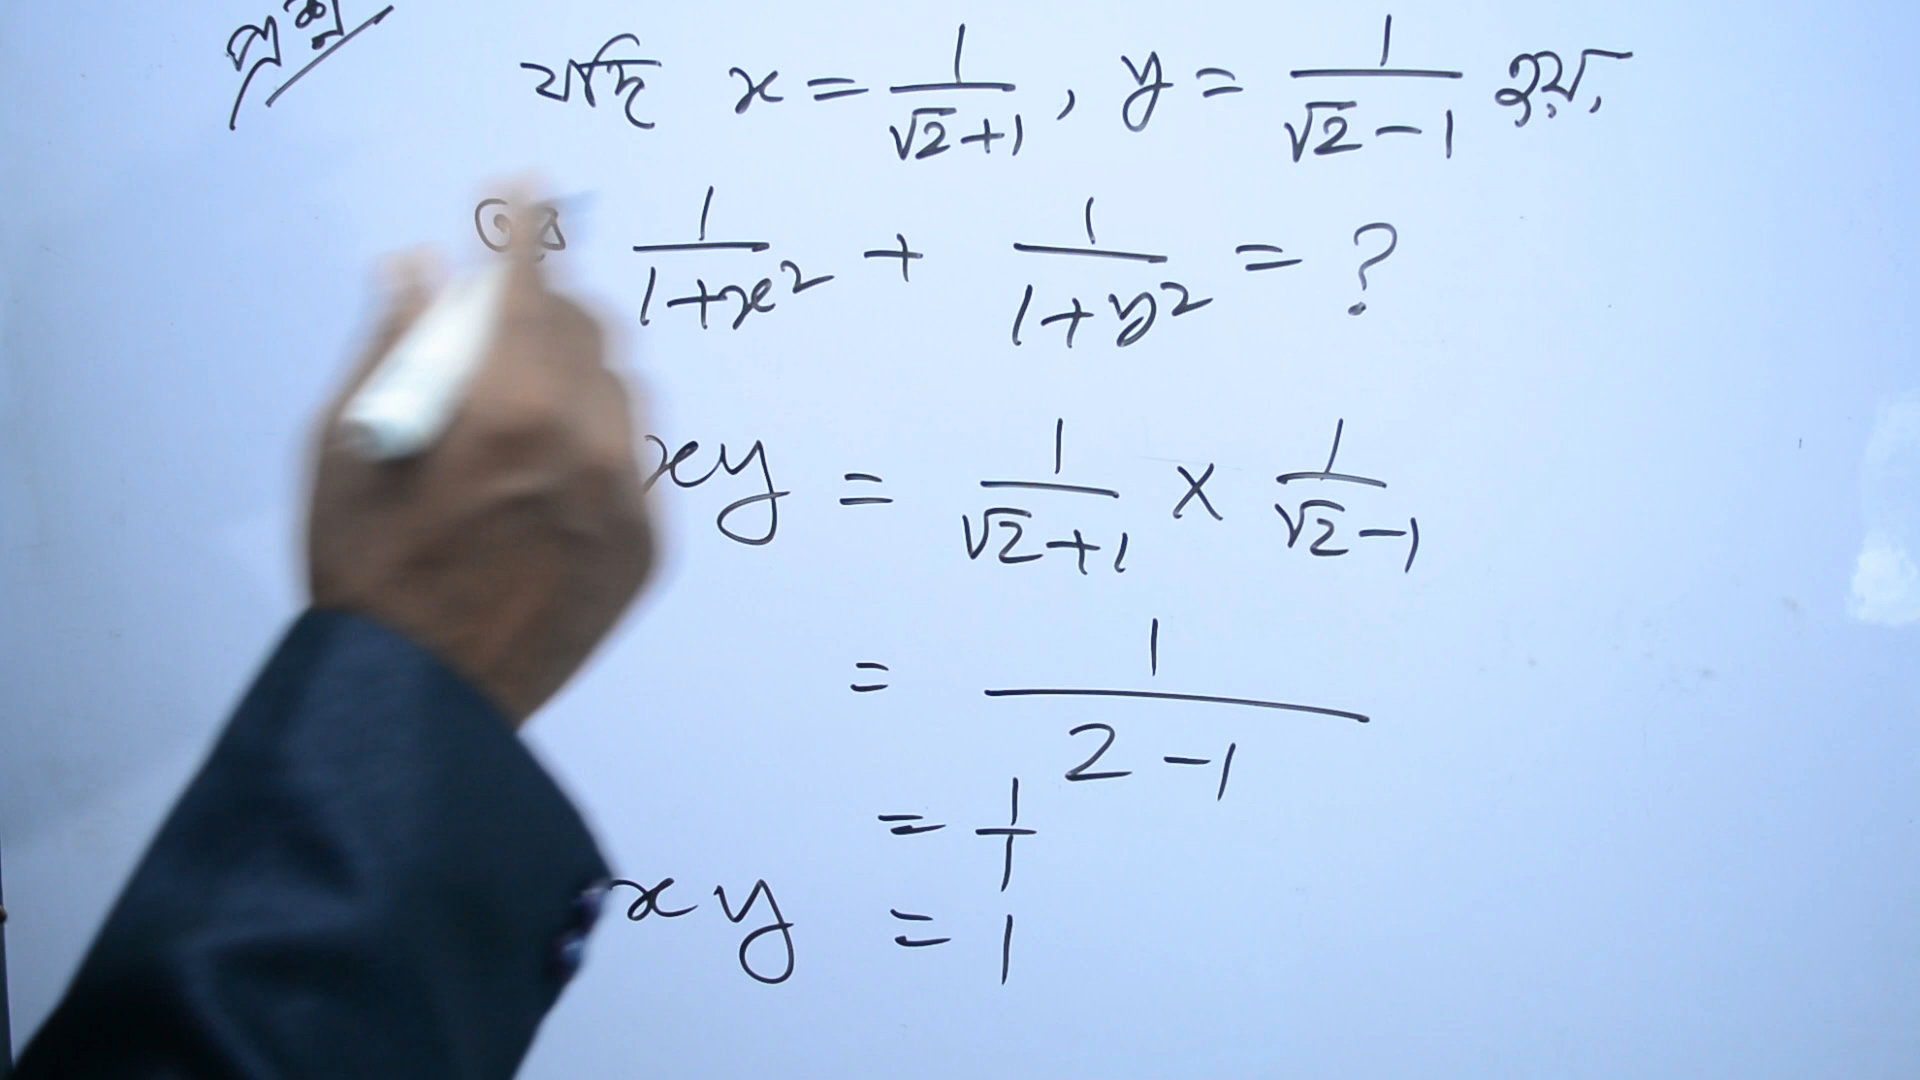 প্রশ্ন
যদি x = 1/(√2+1), y = 1/(√2-1) হয়,
তবে 1/(1+x²) + 1/(1+y²) = ?
xy = 1/(√2+1) × 1/(√2-1)
= 1/(2-1)
= 1/1
xy = 1